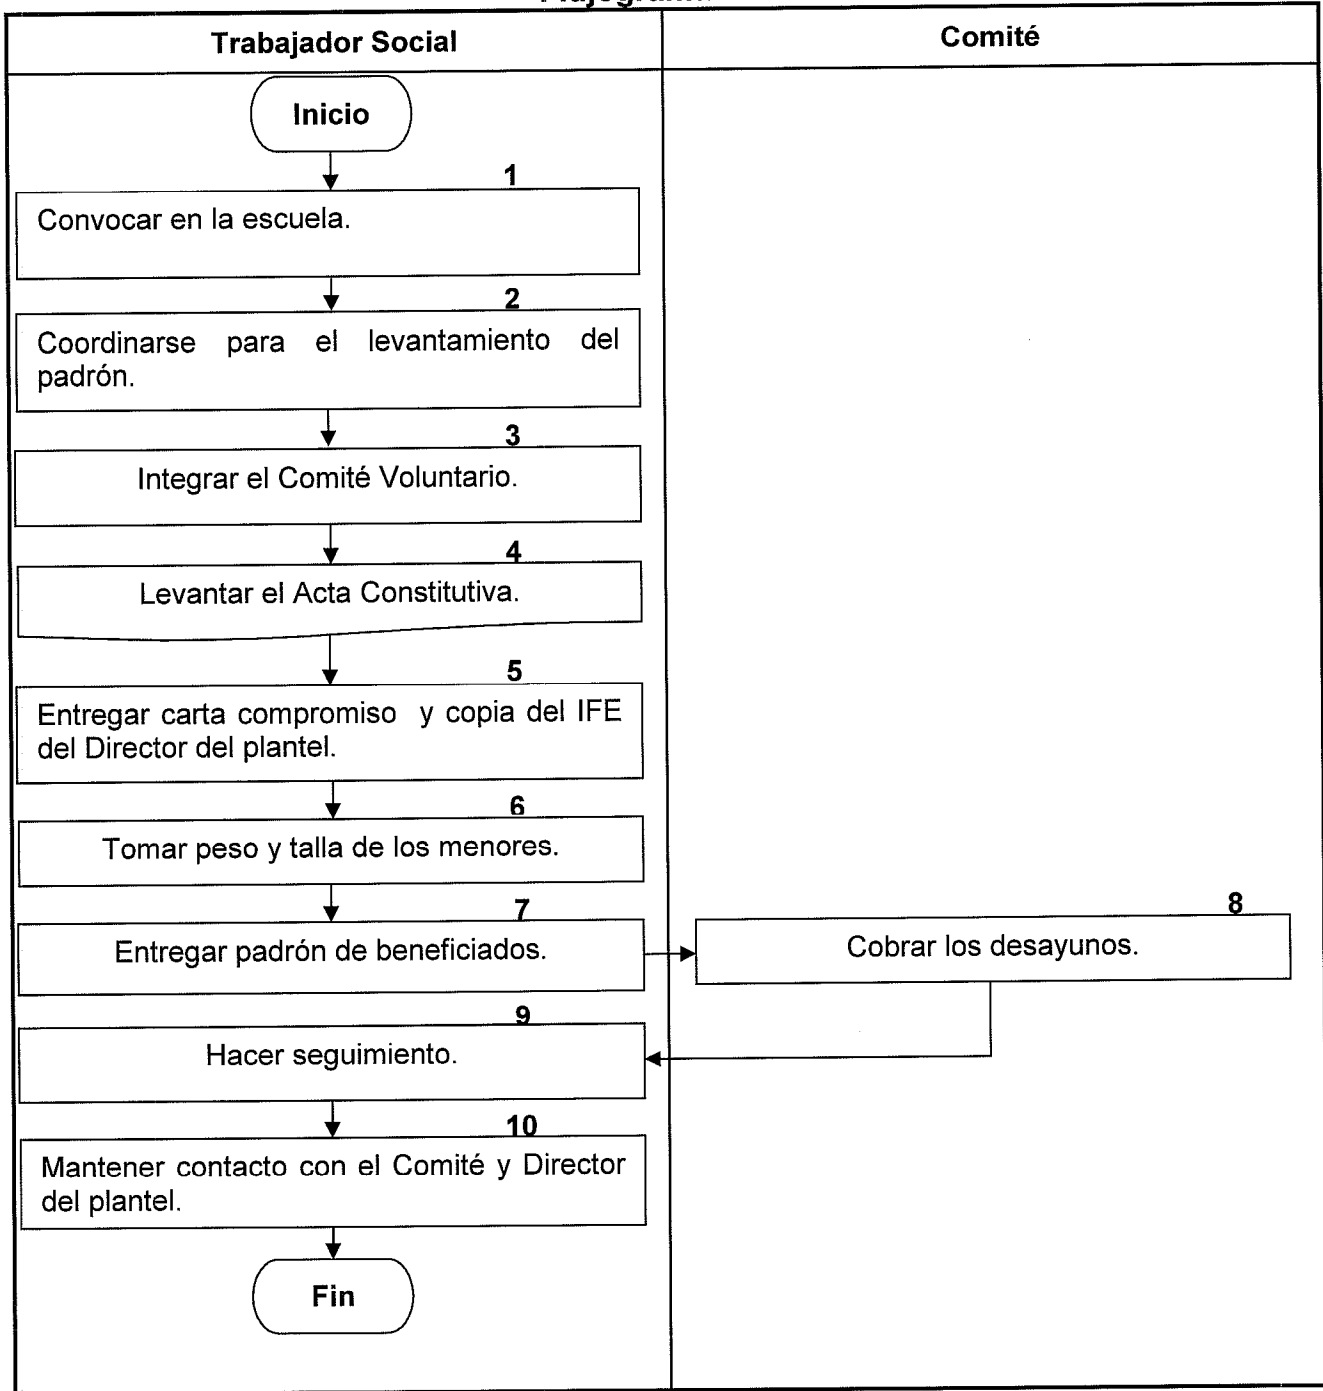 Trabajador Social
Comité
Inicio
1
Convocar en la escuela.
2
Coordinarse para el levantamiento del
padrón.
3
Integrar el Comité Voluntario.
4
Levantar el Acta Constitutiva.
5
Entregar carta compromiso y copia del IFE
del Director del plantel.
6
Tomar peso y talla de los menores.
7
Entregar padrón de beneficiados.
8
Cobrar los desayunos.
9
Hacer seguimiento.
10
Mantener contacto con el Comité y Director
del plantel.
Fin